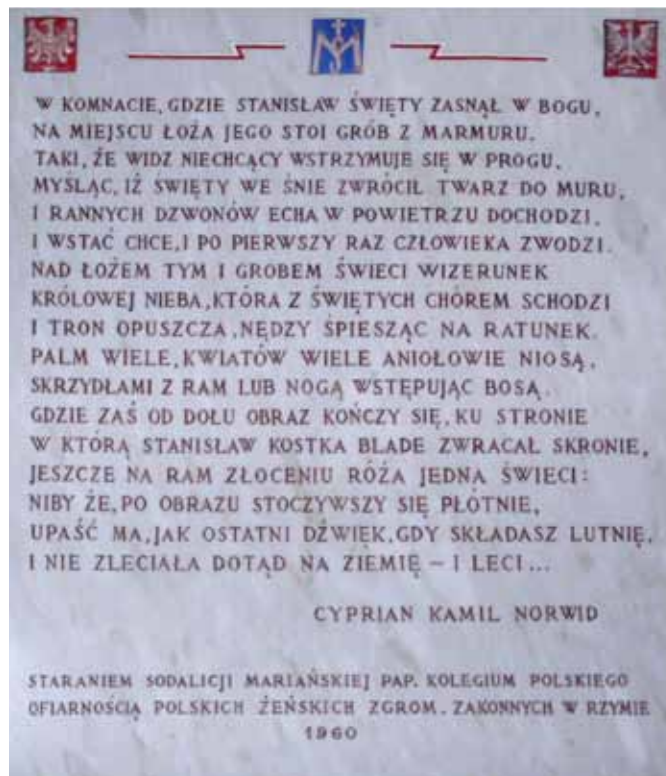 W KOMNACIE, GDZIE STANISŁAW ŚWIĘTY ZASNĄŁ W BOGU,
NA MIEJSCU ŁOŻA JEGO STOI GRÓB Z MARMURU.
TAKI, ŻE WIDZ NIECHCĄCY WSTRZYMUJE SIĘ W PROGU,
MYŚLĄC, IŻ ŚWIĘTY WE ŚNIE ZWRÓCIŁ TWARZ DO MURU,
I RANNYCH DZWONÓW ECHA W POWIETRZU DOCHODZI,
I WSTAĆ CHCE, I PO PIERWSZY RAZ CZŁOWIEKA ZWODZI.
NAD ŁOŻEM TYM I GROBEM ŚWIECI WIZERUNEK
KRÓLOWEJ NIEBA, KTÓRA Z ŚWIĘTYCH CHÓREM SCHODZI
I TRON OPUSZCZA, NĘDZY ŚPIESZĄC NA RATUNEK.
PALM WIELE, KWIATÓW WIELE ANIOŁOWIE NIOSĄ,
SKRZYDŁAMI Z RAM LUB NOGĄ WSTĘPUJĄC BOSĄ.
GDZIE ZAŚ OD DOŁU OBRAZ KOŃCZY SIĘ, KU STRONIE
W KTÓRĄ STANISŁAW KOSTKA BLADE ZWRACAŁ SKRONIE,
JESZCZE NA RAM ZŁOCENIU RÓŻA JEDNA ŚWIECI:
NIBY ŻE, PO OBRAZU STOCZYWSZY SIĘ PŁÓTNIE,
UPAŚĆ MA, JAK OSTATNI DŹWIĘK, GDY SKŁADASZ LUTNIĘ,
I NIE ZLECIAŁA DOTĄD NA ZIEMIĘ – I LECI...
CYPRIAN KAMIL NORWID
STARANIEM SODALICJI MARIAŃSKIEJ PAP. KOLEGIUM POLSKIEGO
OFIARNOŚCIĄ POLSKICH ŻEŃSKICH ZGROM. ZAKONNYCH W RZYMIE
1960